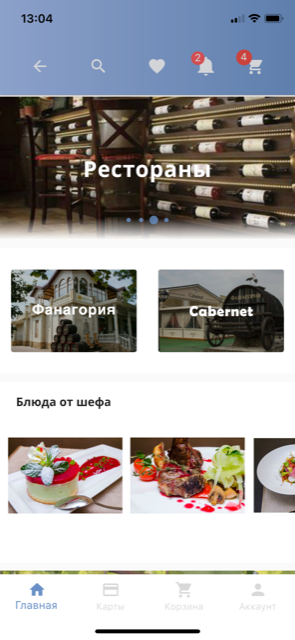 13:04
2
4
Рестораны
Фанагория
Cabernet
Блюда от шефа
Главная
Карты
Корзина
Аккаунт